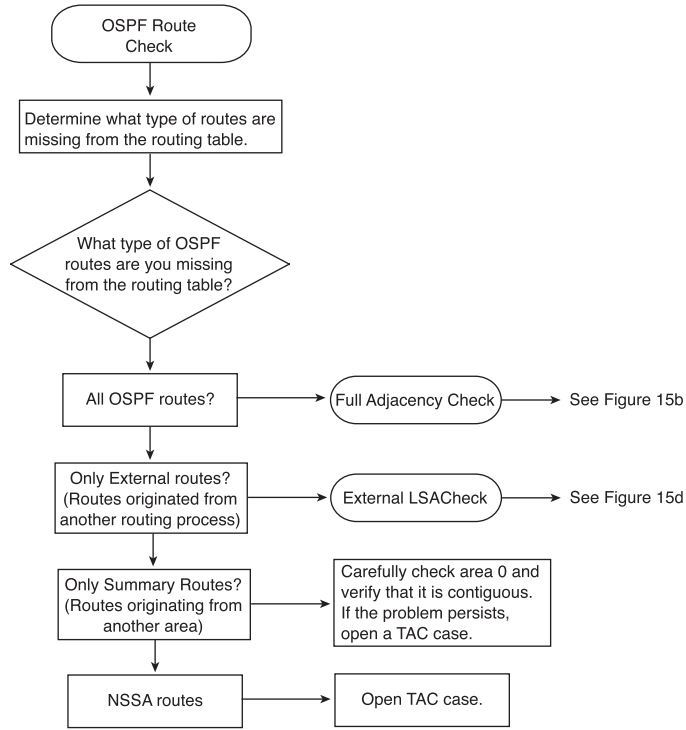 OSPF Route
Check
Determine what type of routes are
missing from the routing table.
What type of OSPF
routes are you missing
from the routing table?
All OSPF routes?
Full Adjacency Check
See Figure 15b
Only External routes?
(Routes originated from
another routing process)
External LSACheck
See Figure 15d
Only Summary Routes?
(Routes originating from
another area)
Carefully check area 0 and
verify that it is contiguous.
If the problem persists,
open a TAC case.
NSSA routes
Open TAC case.